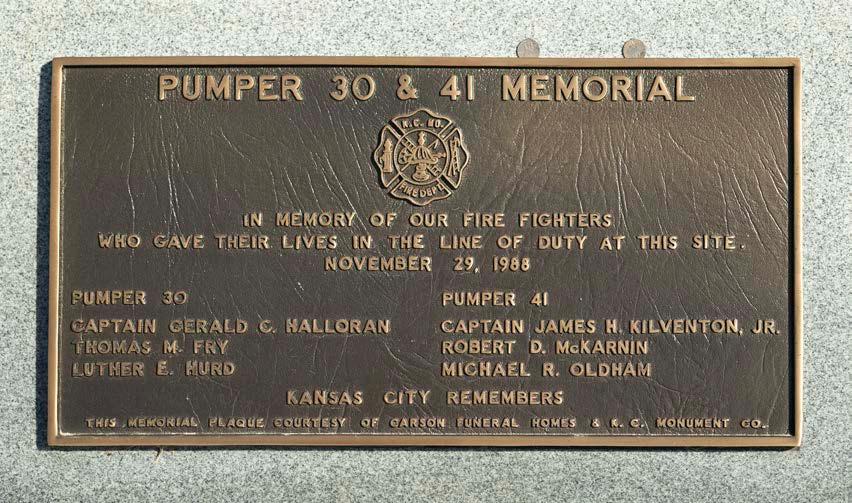 PUMPER 30 & 41 MEMORIAL
K.C. MO.
FIRE DEPT.
IN MEMORY OF OUR FIRE FIGHTERS
WHO GAVE THEIR LIVES IN THE LINE OF DUTY AT THIS SITE.
NOVEMBER 29, 1988
PUMPER 30
CAPTAIN GERALD C. HALLORAN
THOMAS M. FRY
LUTHER E. HURD
PUMPER 41
CAPTAIN JAMES H. KILVENTON, JR.
ROBERT D. McKARNIN
MICHAEL R. OLDHAM
KANSAS CITY REMEMBERS
THIS MEMORIAL PLAQUE COURTESY OF CARSON FUNERAL HOMES & K.C. MONUMENT CO.